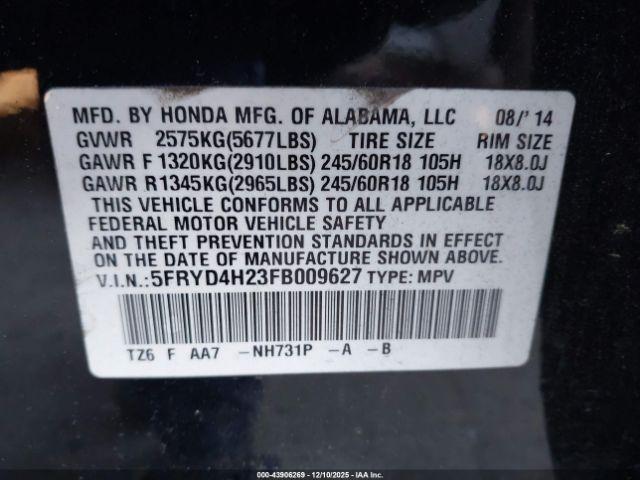 MFD. BY HONDA MFG. OF ALABAMA, LLC 08/'14
GVWR 2575KG(5677LBS) TIRE SIZE RIM SIZE
GAWR F 1320KG(2910LBS) 245/60R18 105H 18X8.0J
GAWR R1345KG(2965LBS) 245/60R18 105H 18X8.0J
THIS VEHICLE CONFORMS TO ALL APPLICABLE
FEDERAL MOTOR VEHICLE SAFETY
AND THEFT PREVENTION STANDARDS IN EFFECT
ON THE DATE OF MANUFACTURE SHOWN ABOVE.
V.I.N.:5FRYD4H23FB009627 TYPE: MPV
TZ6 F AA7 -NH731P -A -B
000-43906269 - 12/10/2025 - IAA Inc.